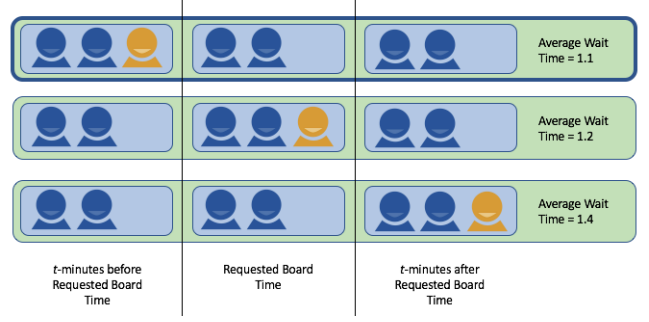 Average Wait
Time = 1.1
Average Wait
Time = 1.2
Average Wait
Time = 1.4
t-minutes before
Requested Board
Time
Requested Board
Time
t-minutes after
Requested Board
Time